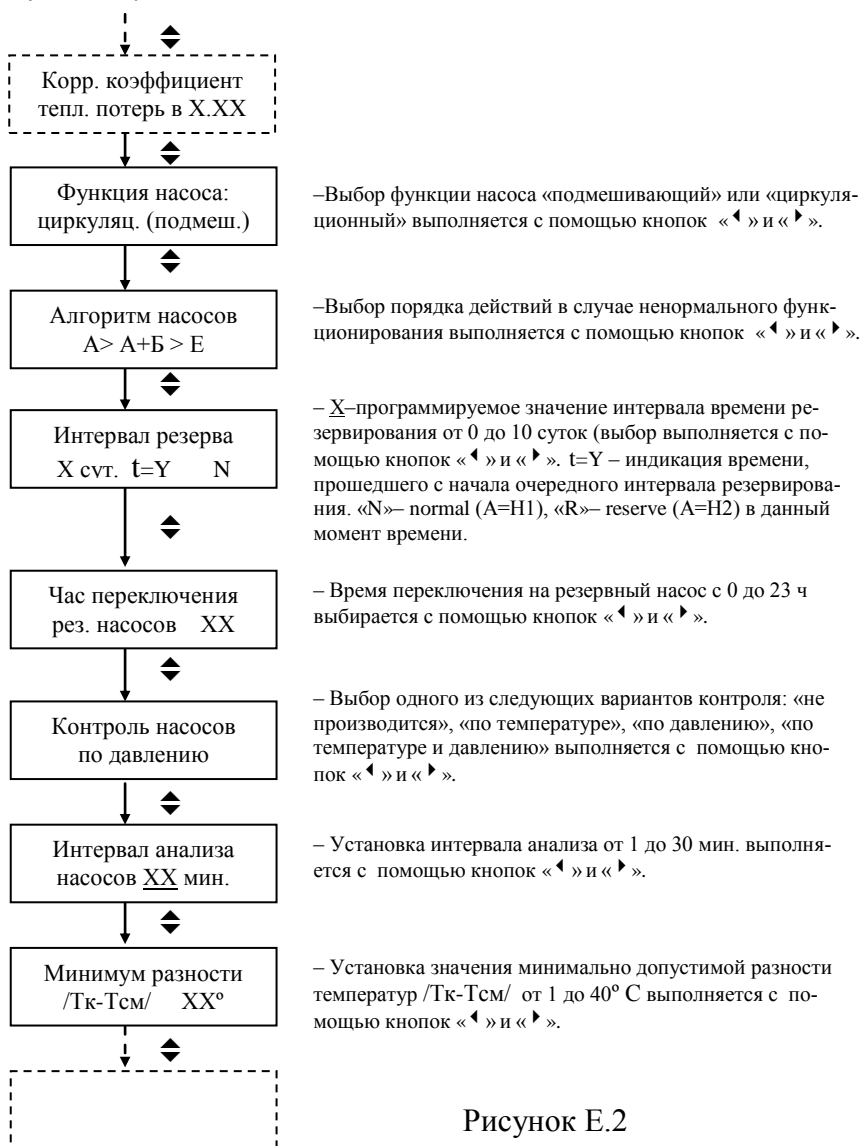 Корр. коэффициент
тепл. потерь в X.XX
Функция насоса:
циркуляц. (подмеш.)
–Выбор функции насоса «подмешивающий» или «циркуля-
ционный» выполняется с помощью кнопок «◀» и «▶».
Алгоритм насосов
А> А+Б > Е
–Выбор порядка действий в случае ненормального функ-
ционирования выполняется с помощью кнопок «◀» и «▶».
Интервал резерва
X сут. t=Y N
– X–программируемое значение интервала времени ре-
зервирования от 0 до 10 суток (выбор выполняется с по-
мощью кнопок «◀» и «▶». t=Y – индикация времени,
прошедшего с начала очередного интервала резервирова-
ния. «N»– normal (А=Н1), «R»– reserve (А=Н2) в данный
момент времени.
Час переключения
рез. насосов XX
– Время переключения на резервный насос с 0 до 23 ч
выбирается с помощью кнопок «◀» и «▶».
Контроль насосов
по давлению
– Выбор одного из следующих вариантов контроля: «не
производится», «по температуре», «по давлению», «по
температуре и давлению» выполняется с помощью кно-
пок «◀» и «▶».
Интервал анализа
насосов XX мин.
– Установка интервала анализа от 1 до 30 мин. выполня-
ется с помощью кнопок «◀» и «▶».
Минимум разности
/Тк-Тсм/ XXº
– Установка значения минимально допустимой разности
температур /Тк-Тсм/ от 1 до 40º С выполняется с по-
мощью кнопок «◀» и «▶».
Рисунок Е.2